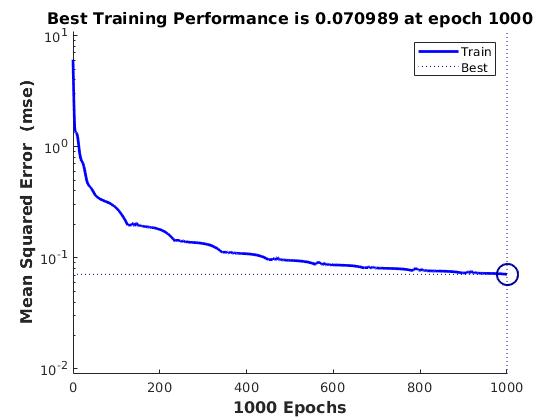 Best Training Performance is 0.070989 at epoch 1000
10^1
10^0
10^-1
10^-2
Mean Squared Error (mse)
Train
Best
0 200 400 600 800 1000
1000 Epochs